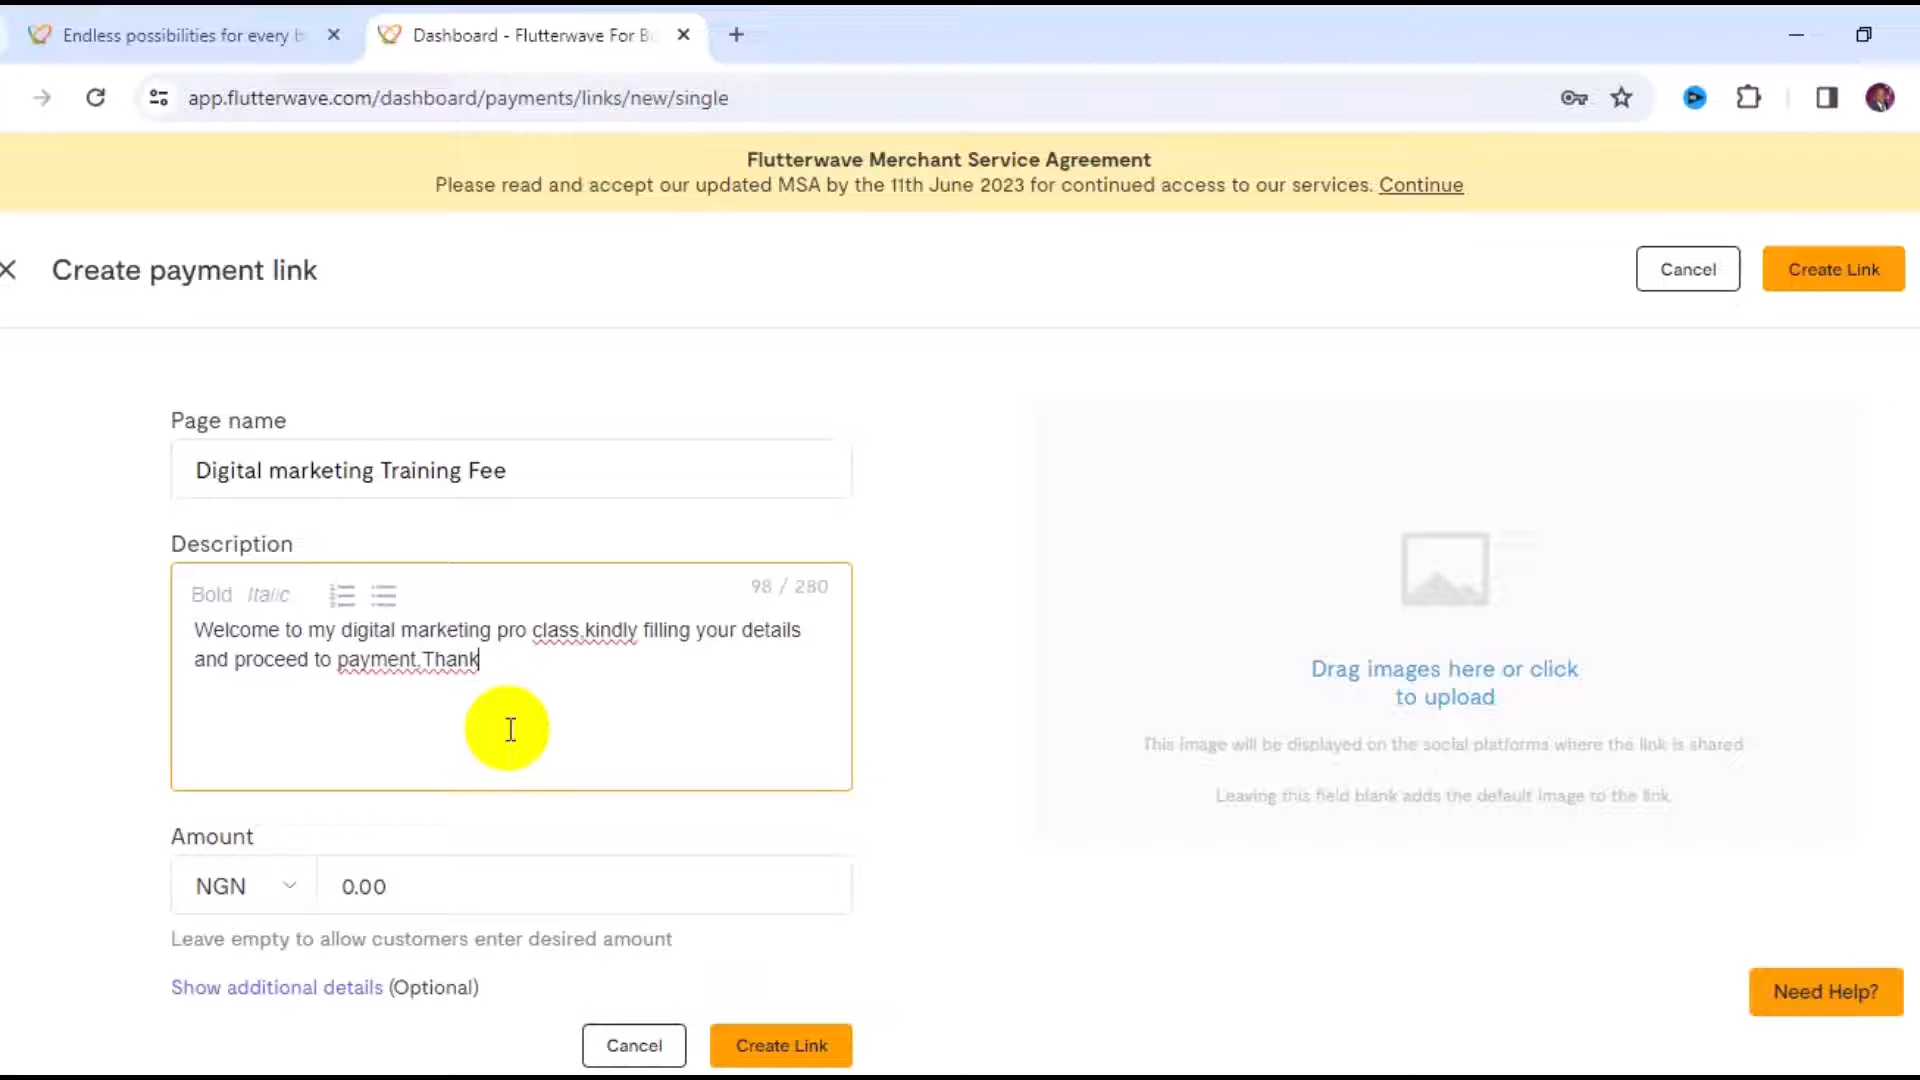 Endless possibilities for every b
Dashboard - Flutterwave For Bu
app.flutterwave.com/dashboard/payments/links/new/single
Flutterwave Merchant Service Agreement
Please read and accept our updated MSA by the 11th June 2023 for continued access to our services. Continue
Create payment link
Cancel
Create Link
Page name
Digital marketing Training Fee
Description
Bold Italic
98 / 280
Welcome to my digital marketing pro class,kindly filling your details
and proceed to payment.Thank
Drag images here or click
to upload
This image will be displayed on the social platforms where the link is shared
Leaving this field blank adds the default image to the link.
Amount
NGN
0.00
Leave empty to allow customers enter desired amount
Show additional details (Optional)
Need Help?
Cancel
Create Link